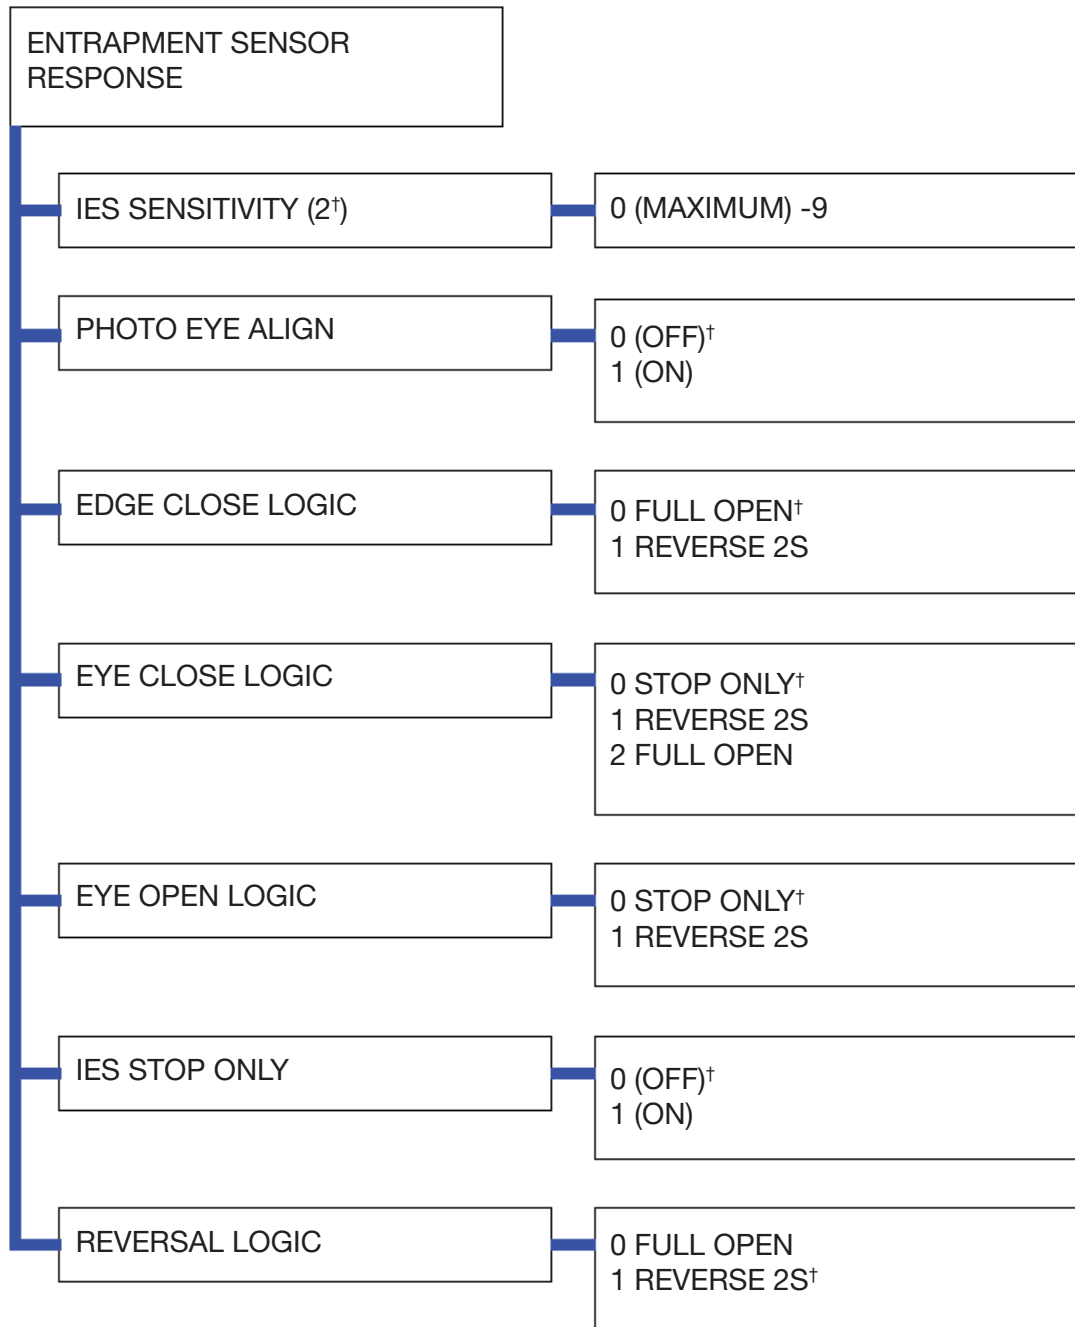 ENTRAPMENT SENSOR
RESPONSE
IES SENSITIVITY (2†)
0 (MAXIMUM) -9
PHOTO EYE ALIGN
0 (OFF)†
1 (ON)
EDGE CLOSE LOGIC
0 FULL OPEN†
1 REVERSE 2S
EYE CLOSE LOGIC
0 STOP ONLY†
1 REVERSE 2S
2 FULL OPEN
EYE OPEN LOGIC
0 STOP ONLY†
1 REVERSE 2S
IES STOP ONLY
0 (OFF)†
1 (ON)
REVERSAL LOGIC
0 FULL OPEN
1 REVERSE 2S†